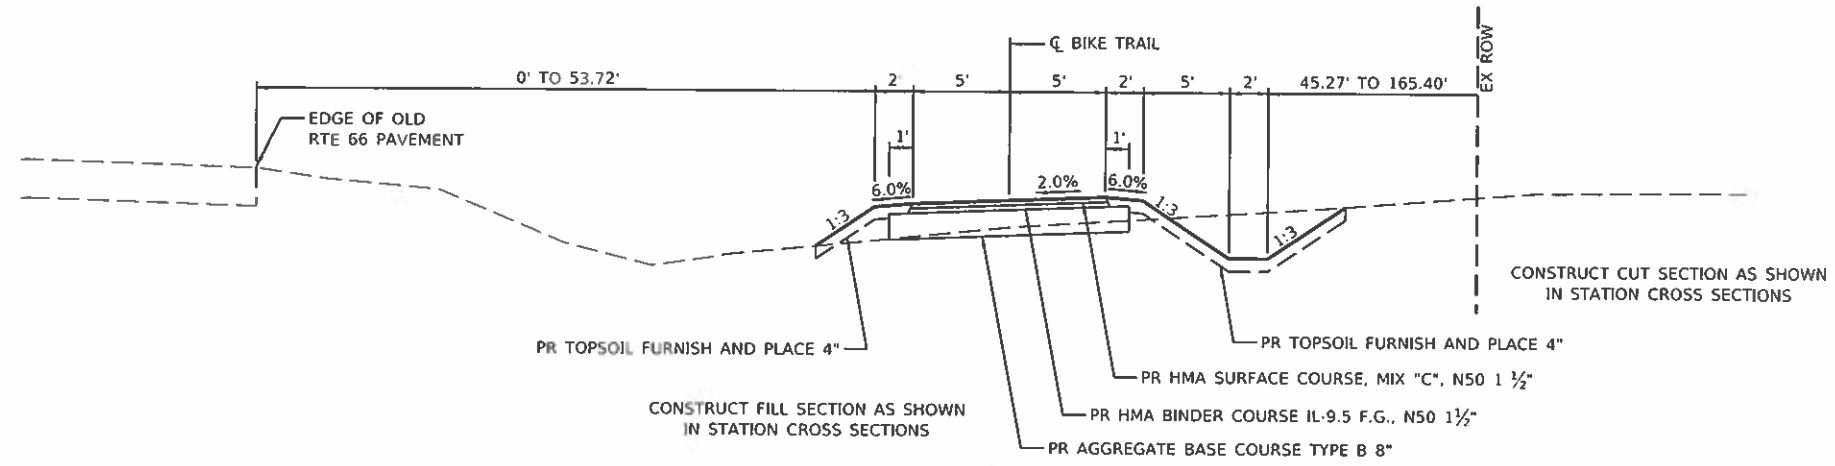 ℄ BIKE TRAIL
EX ROW
0' TO 53.72'
2'
5'
5'
2'
5'
2'
45.27' TO 165.40'
EDGE OF OLD
RTE 66 PAVEMENT
1'
1'
6.0%
2.0%
6.0%
1:3
1:3
1:3
CONSTRUCT CUT SECTION AS SHOWN
IN STATION CROSS SECTIONS
PR TOPSOIL FURNISH AND PLACE 4"
PR TOPSOIL FURNISH AND PLACE 4"
PR HMA SURFACE COURSE, MIX "C", N50 1 ½"
CONSTRUCT FILL SECTION AS SHOWN
IN STATION CROSS SECTIONS
PR HMA BINDER COURSE IL-9.5 F.G., N50 1½"
PR AGGREGATE BASE COURSE TYPE B 8"